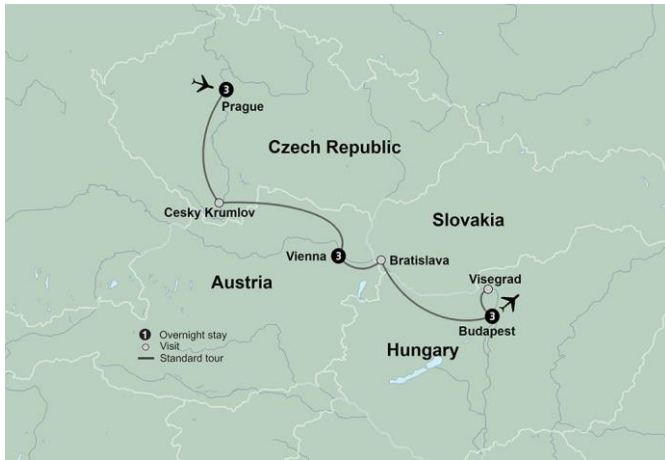 3
Prague
Czech Republic
Cesky Krumlov
Slovakia
Vienna
3
Bratislava
Austria
Visegrad
3
Budapest
Hungary
1 Overnight stay
Visit
Standard tour